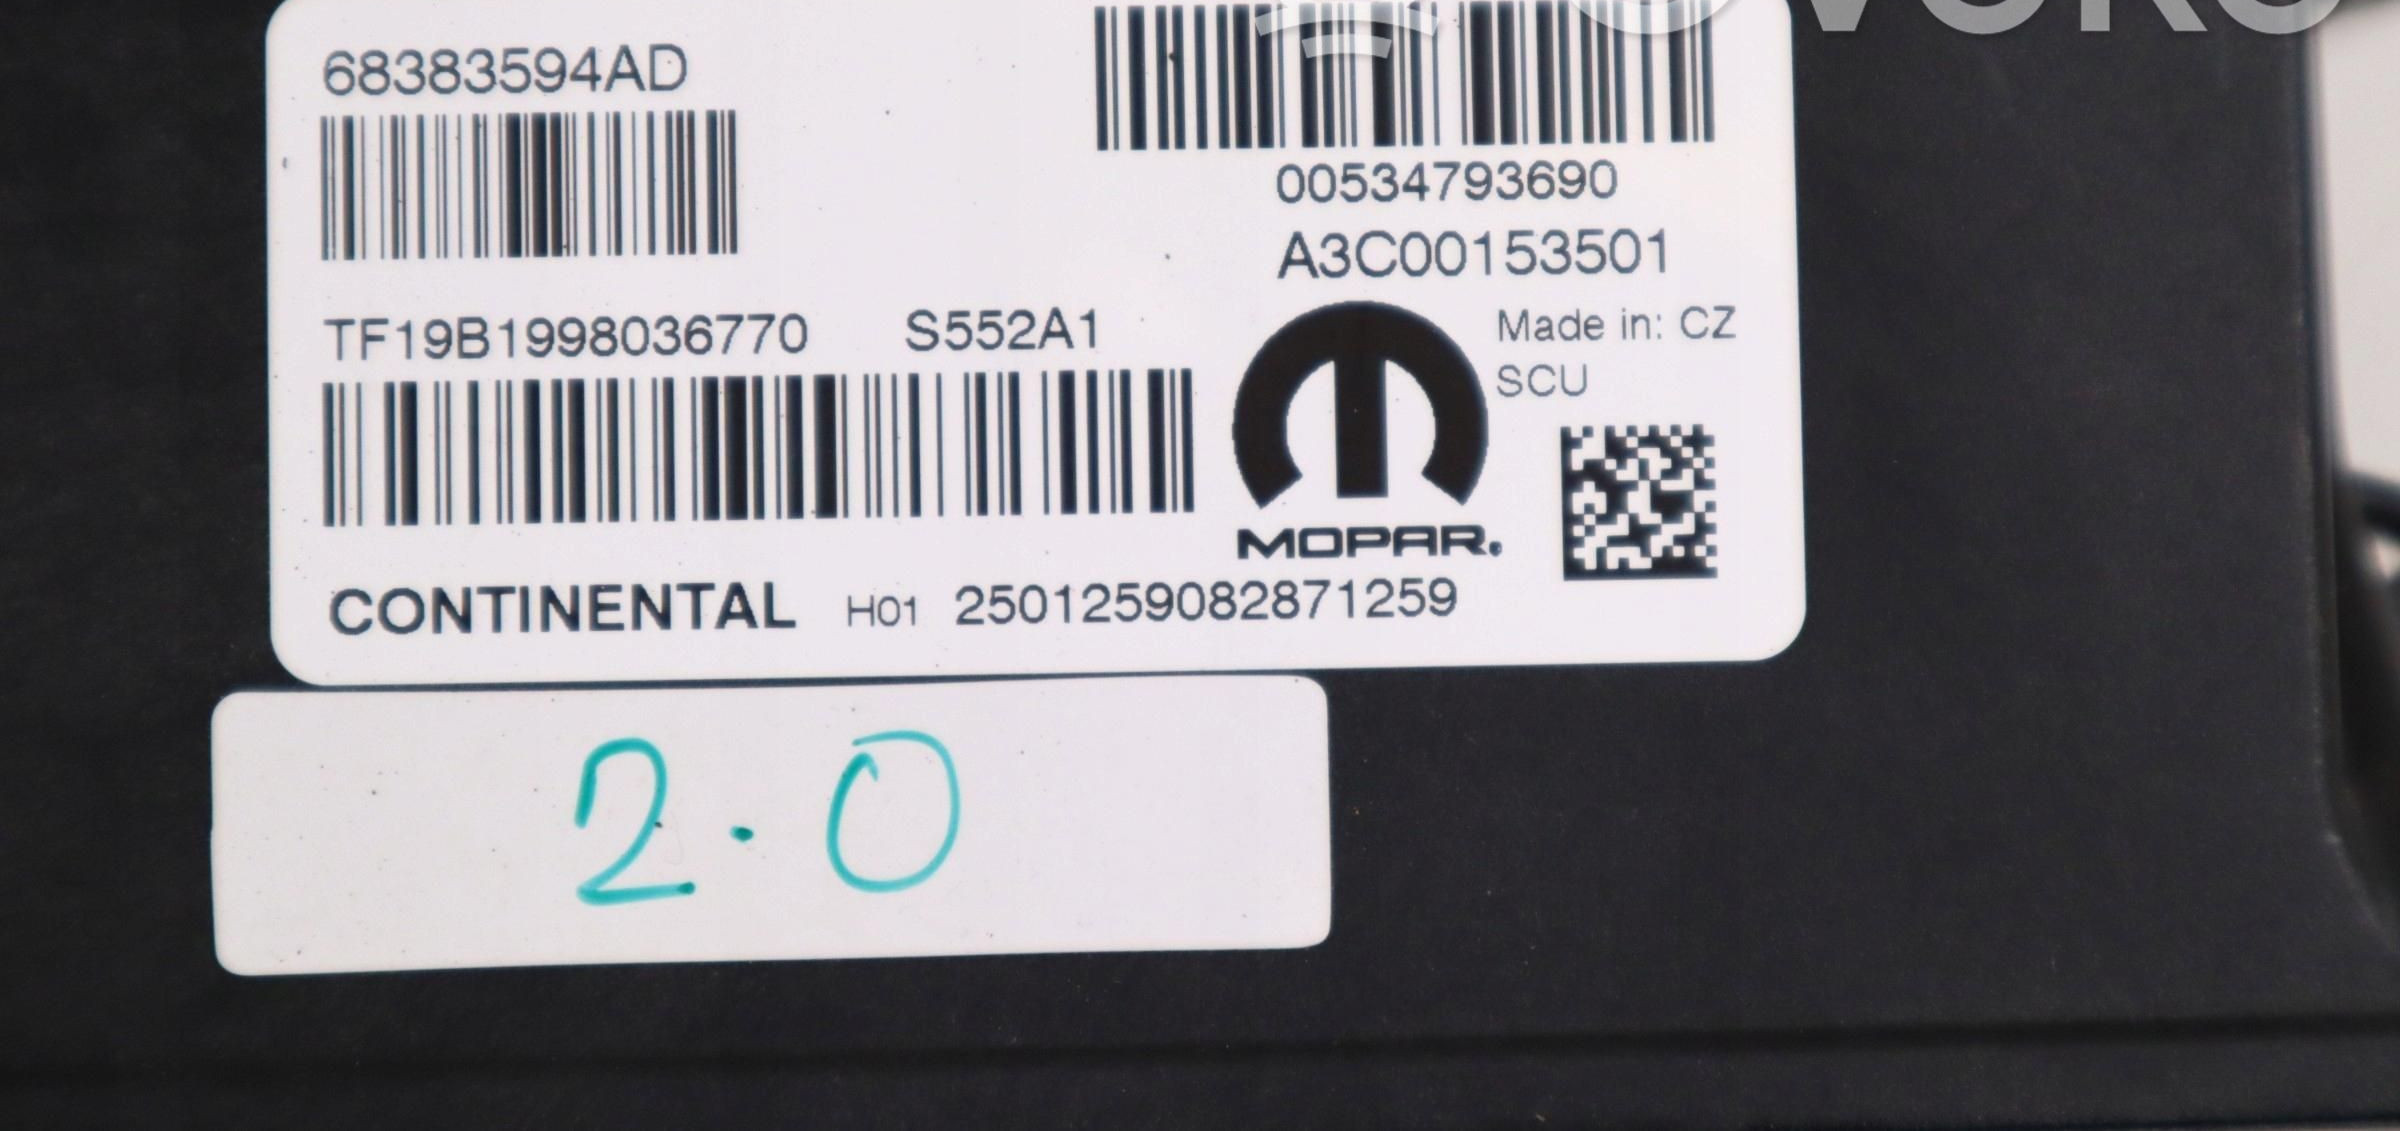 68383594AD
00534793690
A3C00153501
TF19B1998036770 S552A1
Made in: CZ
SCU
MOPAR.
CONTINENTAL H01 2501259082871259
2.0